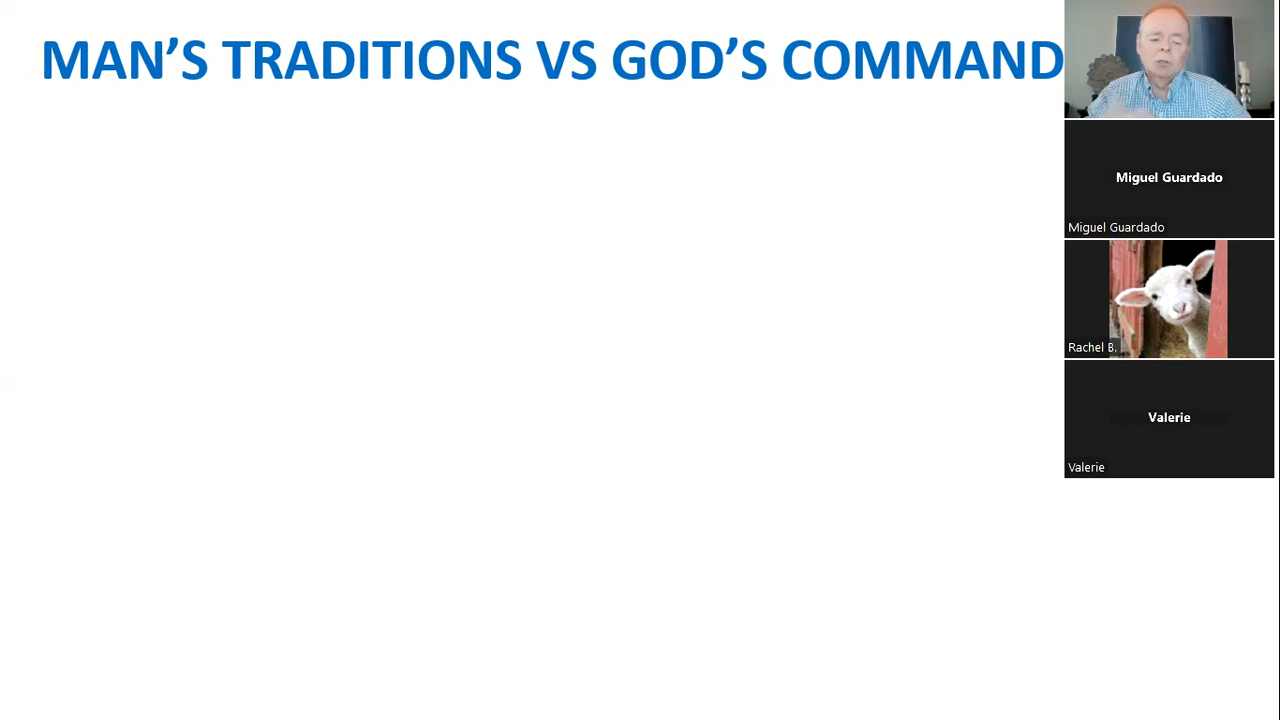 MAN’S TRADITIONS VS GOD’S COMMAND
Miguel Guardado
Miguel Guardado
Rachel B.
Valerie
Valerie